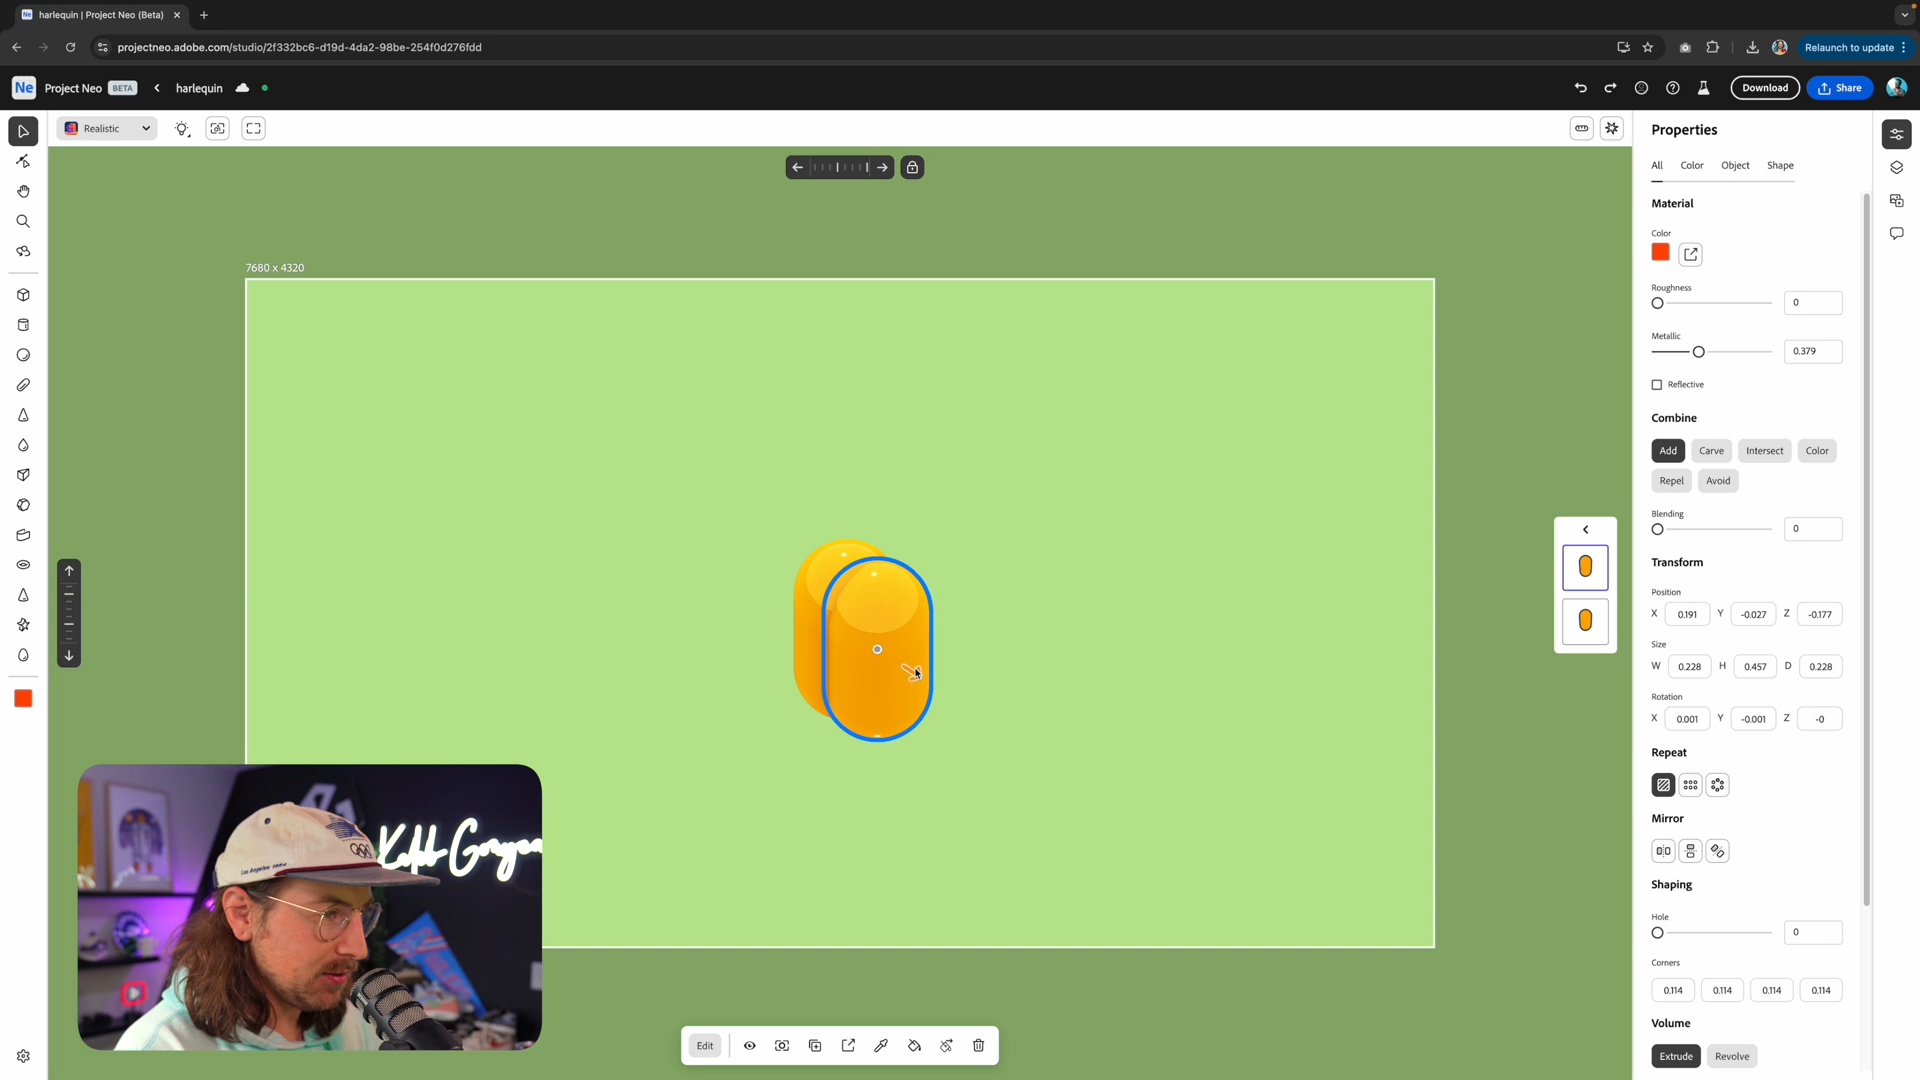 harlequin | Project Neo (Beta)
projectneo.adobe.com/studio/2f332bc6-d19d-4da2-98be-254f0d276fdd
Relaunch to update
Ne Project Neo BETA harlequin
Download Share
Realistic
7680 x 4320
Properties
All Color Object Shape
Material
Color
Roughness
0
Metallic
0.379
Reflective
Combine
Add Carve Intersect Color
Repel Avoid
Blending
0
Transform
Position
X 0.191 Y -0.027 Z -0.177
Size
W 0.228 H 0.457 D 0.228
Rotation
X 0.001 Y -0.001 Z -0
Repeat
Mirror
Shaping
Hole
0
Corners
0.114 0.114 0.114 0.114
Volume
Extrude Revolve
Edit